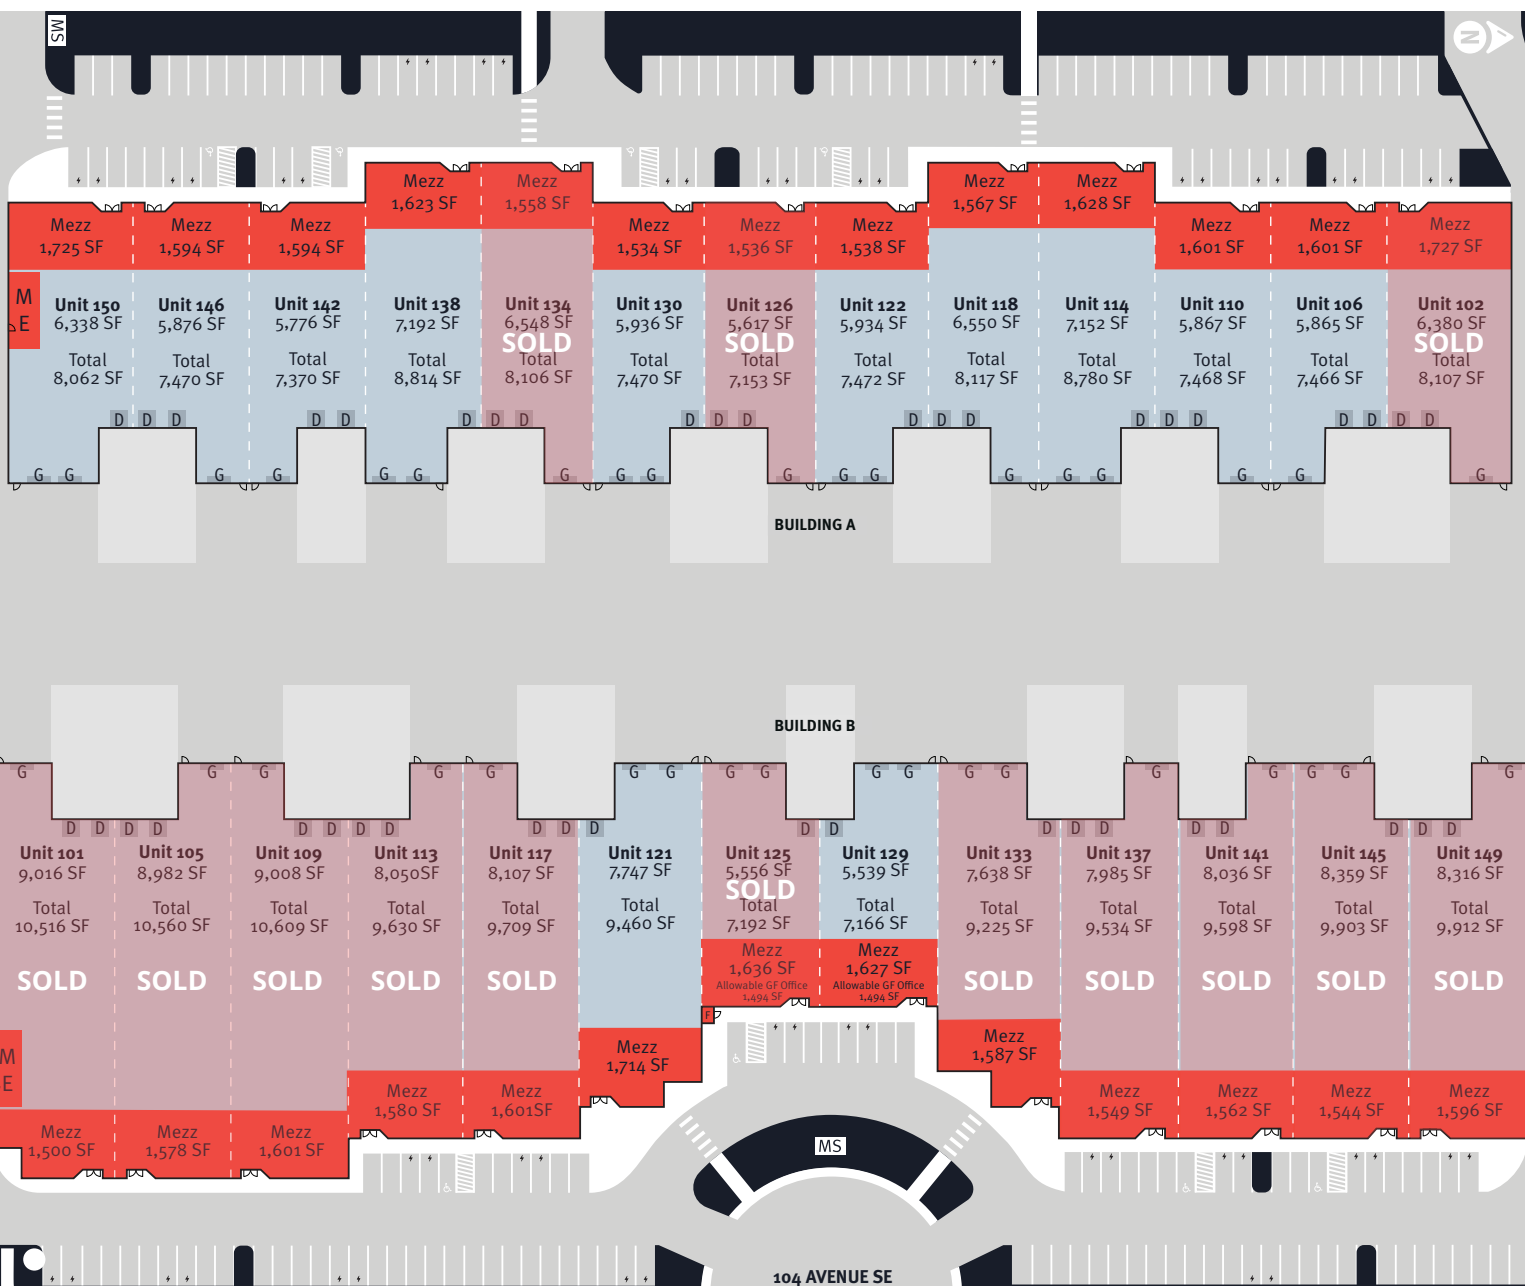 MS
N
Mezz
1,623 SF
Mezz
1,558 SF
Mezz
1,567 SF
Mezz
1,628 SF
Mezz
1,725 SF
Mezz
1,594 SF
Mezz
1,594 SF
Mezz
1,534 SF
Mezz
1,536 SF
Mezz
1,538 SF
Mezz
1,601 SF
Mezz
1,601 SF
Mezz
1,727 SF
M
E
Unit 150
6,338 SF
Total
8,062 SF
Unit 146
5,876 SF
Total
7,470 SF
Unit 142
5,776 SF
Total
7,370 SF
Unit 138
7,192 SF
Total
8,814 SF
Unit 134
6,548 SF
SOLD
Total
8,106 SF
Unit 130
5,936 SF
Total
7,470 SF
Unit 126
5,617 SF
SOLD
Total
7,153 SF
Unit 122
5,934 SF
Total
7,472 SF
Unit 118
6,550 SF
Total
8,117 SF
Unit 114
7,152 SF
Total
8,780 SF
Unit 110
5,867 SF
Total
7,468 SF
Unit 106
5,865 SF
Total
7,466 SF
Unit 102
6,380 SF
SOLD
Total
8,107 SF
D D D D D D D D D D D D D D D D D D D D
G G G G G G G G G G G G G G G G
BUILDING A
BUILDING B
G G G G G G G G G G G G G G G G G G
D D D D D D D D D D D D D D D D D D D D D
Unit 101
9,016 SF
Total
10,516 SF
SOLD
Unit 105
8,982 SF
Total
10,560 SF
SOLD
Unit 109
9,008 SF
Total
10,609 SF
SOLD
Unit 113
8,050SF
Total
9,630 SF
SOLD
Unit 117
8,107 SF
Total
9,709 SF
SOLD
Unit 121
7,747 SF
Total
9,460 SF
Unit 125
5,556 SF
SOLD
Total
7,192 SF
Unit 129
5,539 SF
Total
7,166 SF
Unit 133
7,638 SF
Total
9,225 SF
SOLD
Unit 137
7,985 SF
Total
9,534 SF
SOLD
Unit 141
8,036 SF
Total
9,598 SF
SOLD
Unit 145
8,359 SF
Total
9,903 SF
SOLD
Unit 149
8,316 SF
Total
9,912 SF
SOLD
Mezz
1,636 SF
Allowable GF Office
1,494 SF
Mezz
1,627 SF
Allowable GF Office
1,494 SF
F
M
E
Mezz
1,714 SF
Mezz
1,587 SF
Mezz
1,580 SF
Mezz
1,601SF
Mezz
1,549 SF
Mezz
1,562 SF
Mezz
1,544 SF
Mezz
1,596 SF
Mezz
1,500 SF
Mezz
1,578 SF
Mezz
1,601 SF
MS
104 AVENUE SE